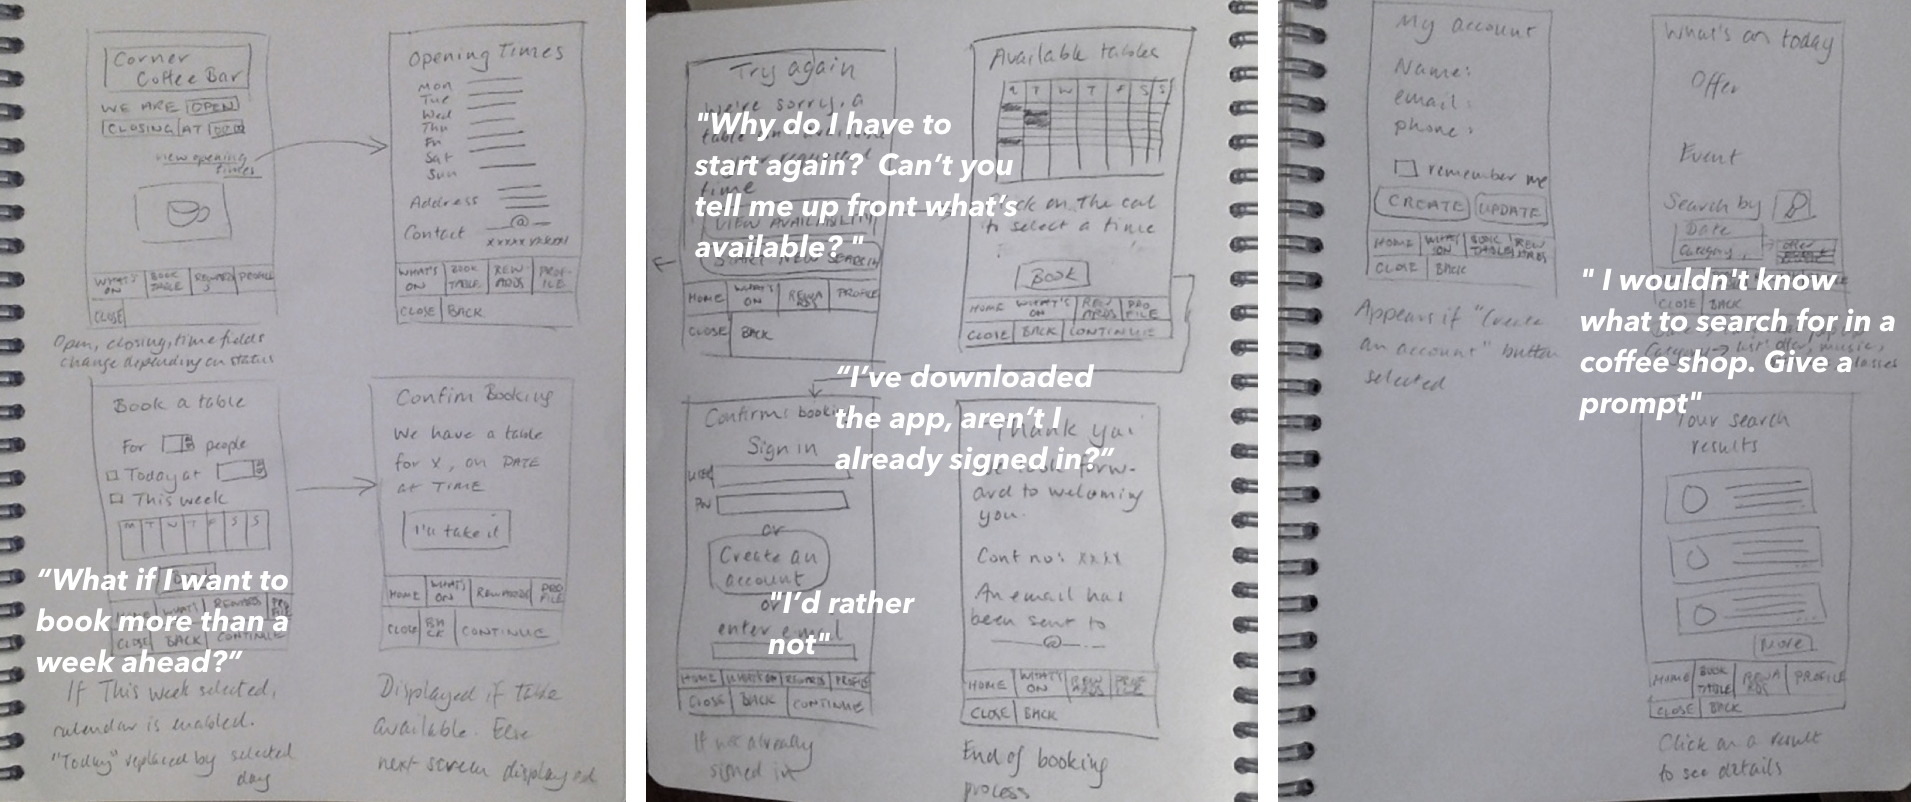 Corner
Coffee Bar
WE ARE OPEN
CLOSING AT 00:00
view opening
times
WHAT'S ON
BOOK TABLE
REWARDS
PROFILE
CLOSE
Open, closing, time fields
change depending on status
Opening Times
Mon
Tue
Wed
Thu
Fri
Sat
Sun
Address
Contact
@
xxxxx xxxxxx
WHAT'S ON
BOOK TABLE
REWARDS
PROFILE
CLOSE BACK
Book a table
For people
Today at
This week
M T W T F S S
“What if I want to
book more than a
week ahead?”
CLOSE BACK CONTINUE
If This week selected,
calendar is enabled.
"Today" replaced by selected
day
Confirm Booking
We have a table
for x, on DATE
at TIME
I'll take it
HOME WHAT'S ON REWARDS PROFILE
CLOSE BACK CONTINUE
Displayed if table
available. Else
next screen displayed
Try again
We're sorry, a
"Why do I have to
start again? Can’t you
tell me up front what’s
available? "
time
VIEW AVAILABILITY
START NEW SEARCH
HOME WHAT'S ON REWARDS PROFILE
CLOSE BACK
Available tables
T W T F S S
Click on the cal
to select a time
BOOK
HOME WHAT'S ON REWARDS PROFILE
CLOSE BACK CONTINUE
Confirm booking
Sign in
“I’ve downloaded
the app, aren’t I
already signed in?”
PW
or
Create an
account
or
"I’d rather
not"
enter email
HOME WHAT'S ON REWARDS PROFILE
CLOSE BACK CONTINUE
If not already
signed in
Thank you
We look forw-
ard to welcoming
you.
Conf no: xxxx
An email has
been sent to
@
HOME WHAT'S ON REWARDS PROFILE
CLOSE BACK
End of booking
process
My account
Name:
email:
phone:
remember me
CREATE UPDATE
HOME WHAT'S ON BOOK TABLE REWARDS
CLOSE BACK
Appears if "Create
an account" button
selected
What's on today
Offer
Event
Search by
Date
Category
CLOSE BACK
" I wouldn't know
what to search for in a
coffee shop. Give a
prompt"
Your search
results
More
HOME BOOK TABLE REWARDS PROFILE
CLOSE BACK
Click on a result
to see details